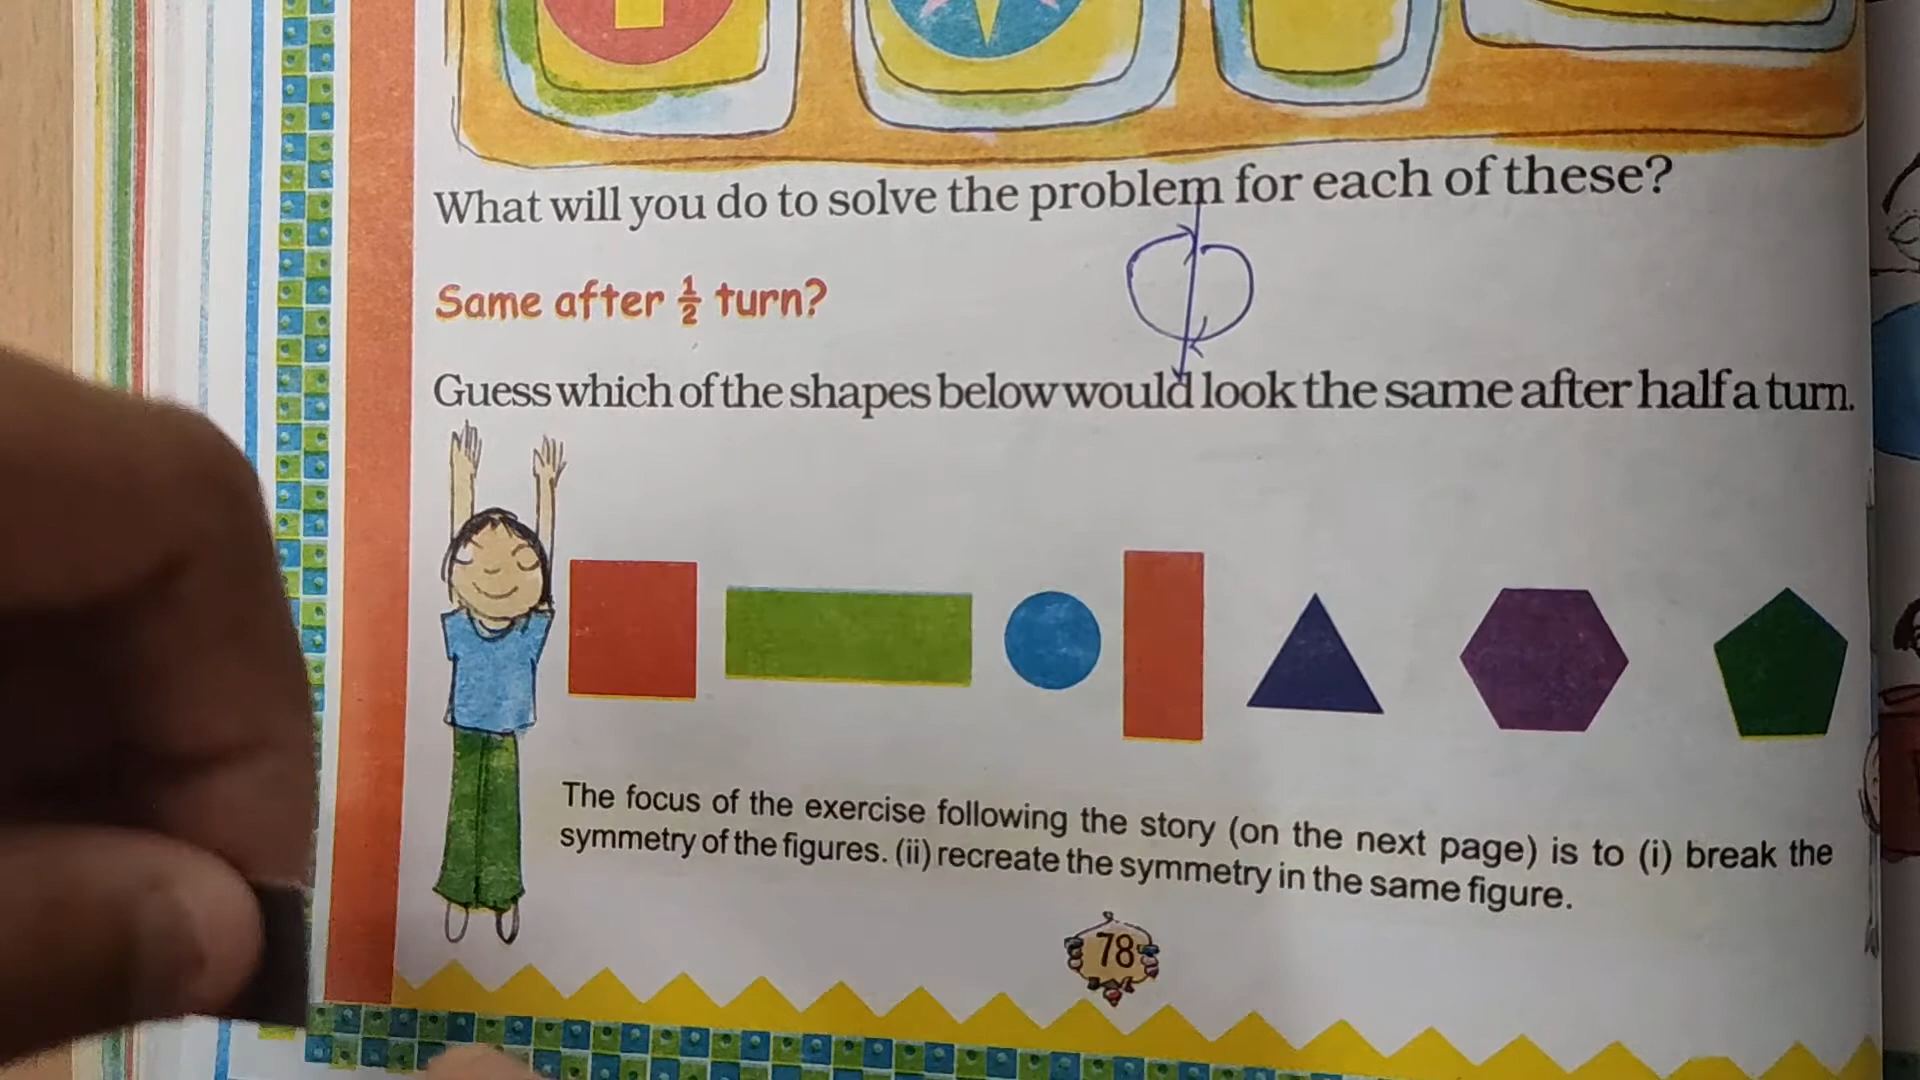 What will you do to solve the problem for each of these?
Same after 1/2 turn?
Guess which of the shapes below would look the same after half a turn.
The focus of the exercise following the story (on the next page) is to (i) break the
symmetry of the figures. (ii) recreate the symmetry in the same figure.
78